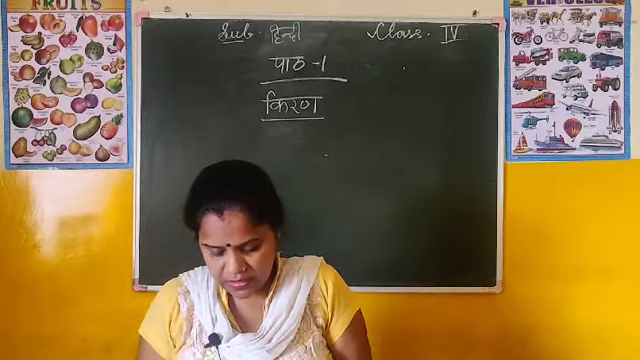 FRUITS
Sub. हिन्दी Class. IV
पाठ -1
किरण